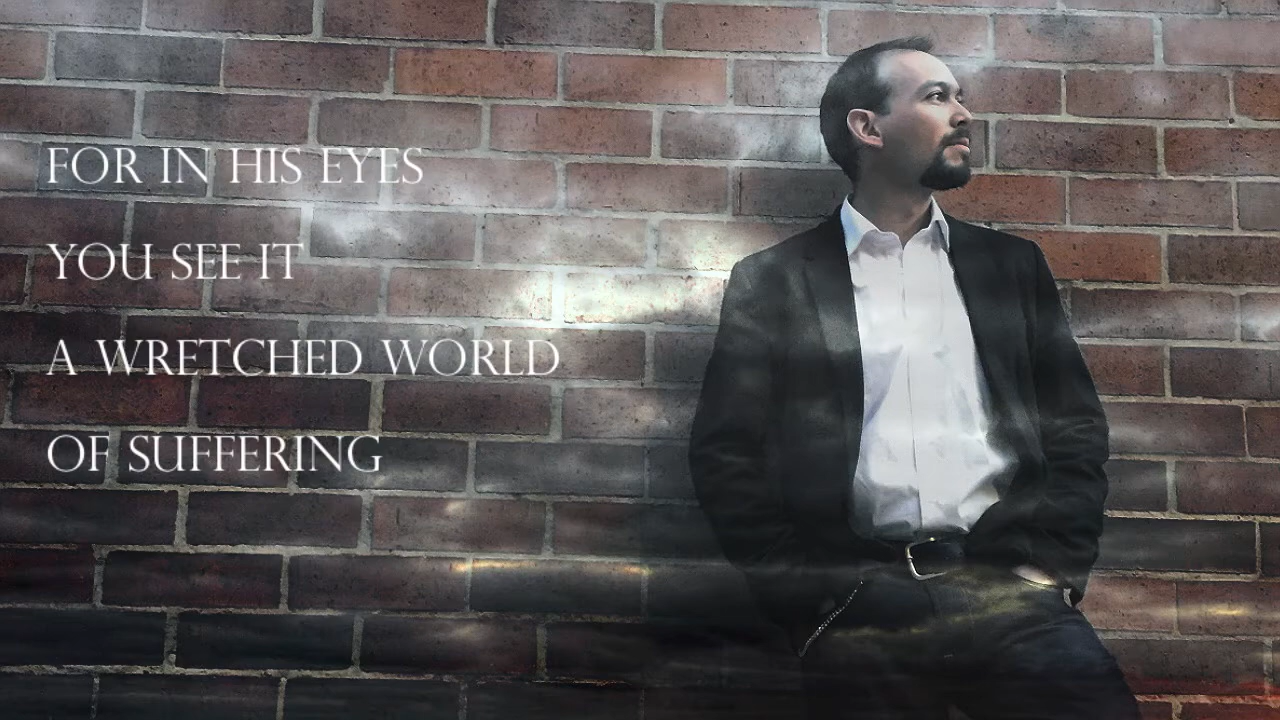 FOR IN HIS EYES
YOU SEE IT
A WRETCHED WORLD
OF SUFFERING